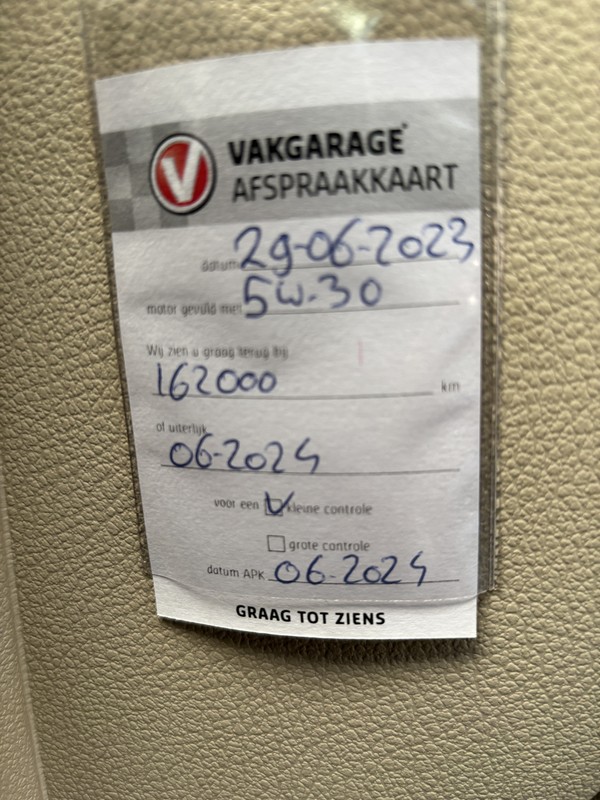 V VAKGARAGE
AFSPRAAKKAART
datum 29-06-2023
motor gevuld met 5W-30
Wij zien u graag terug bij
162000 km
of uiterlijk
06-2024
voor een kleine controle
grote controle
datum APK 06-2024
GRAAG TOT ZIENS